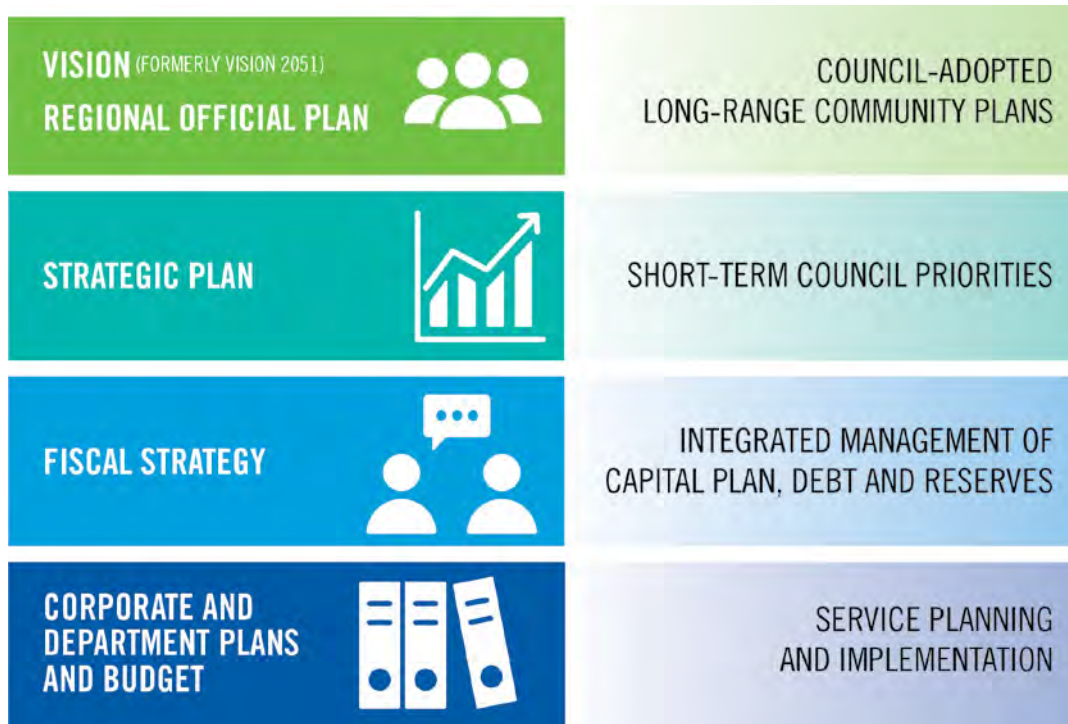 VISION (FORMERLY VISION 2051)
REGIONAL OFFICIAL PLAN
COUNCIL-ADOPTED
LONG-RANGE COMMUNITY PLANS
STRATEGIC PLAN
SHORT-TERM COUNCIL PRIORITIES
FISCAL STRATEGY
INTEGRATED MANAGEMENT OF
CAPITAL PLAN, DEBT AND RESERVES
CORPORATE AND
DEPARTMENT PLANS
AND BUDGET
SERVICE PLANNING
AND IMPLEMENTATION